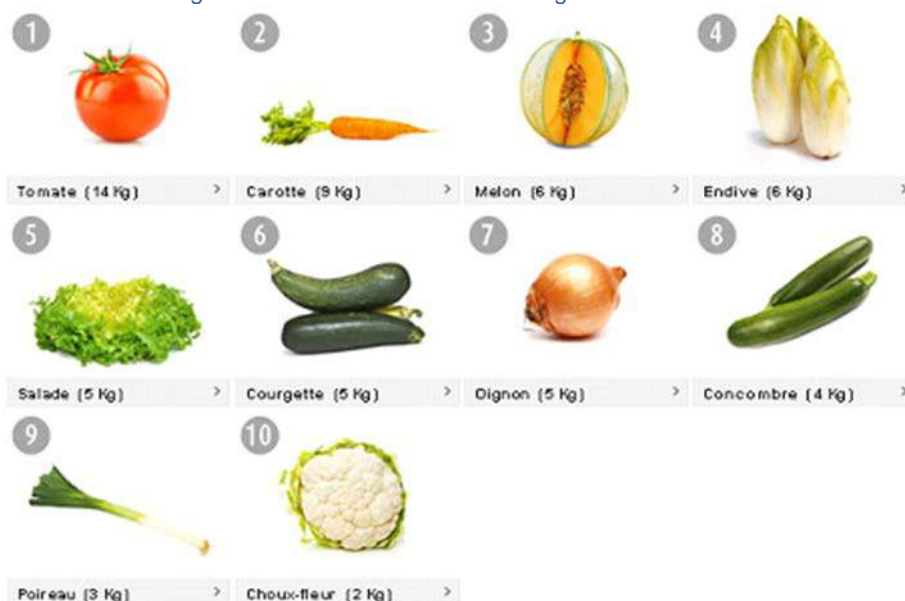 1 2 3 4
Tomate (14 Kg) > Carotte (9 Kg) > Melon (6 Kg) > Endive (6 Kg) >
5 6 7 8
Salade (5 Kg) > Courgette (5 Kg) > Oignon (5 Kg) > Concombre (4 Kg) >
9 10
Poireau (3 Kg) > Choux-fleur (2 Kg) >